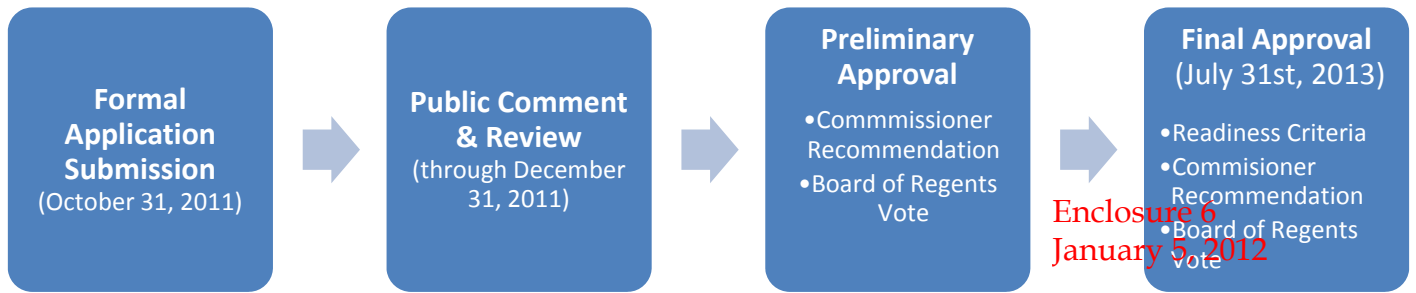 Formal
Application
Submission
(October 31, 2011)
Public Comment
& Review
(through December
31, 2011)
Preliminary
Approval
•Commmissioner
Recommendation
•Board of Regents
Vote
Final Approval
(July 31st, 2013)
•Readiness Criteria
•Commisioner
Recommendation
•Board of Regents
Vote
Enclosure 6
January 5, 2012